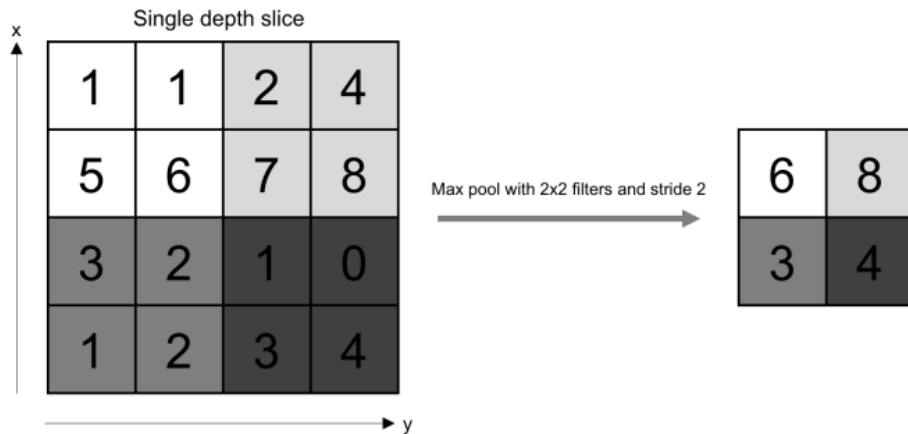 Single depth slice
x
1 1 2 4
5 6 7 8
3 2 1 0
1 2 3 4
y
Max pool with 2x2 filters and stride 2
6 8
3 4